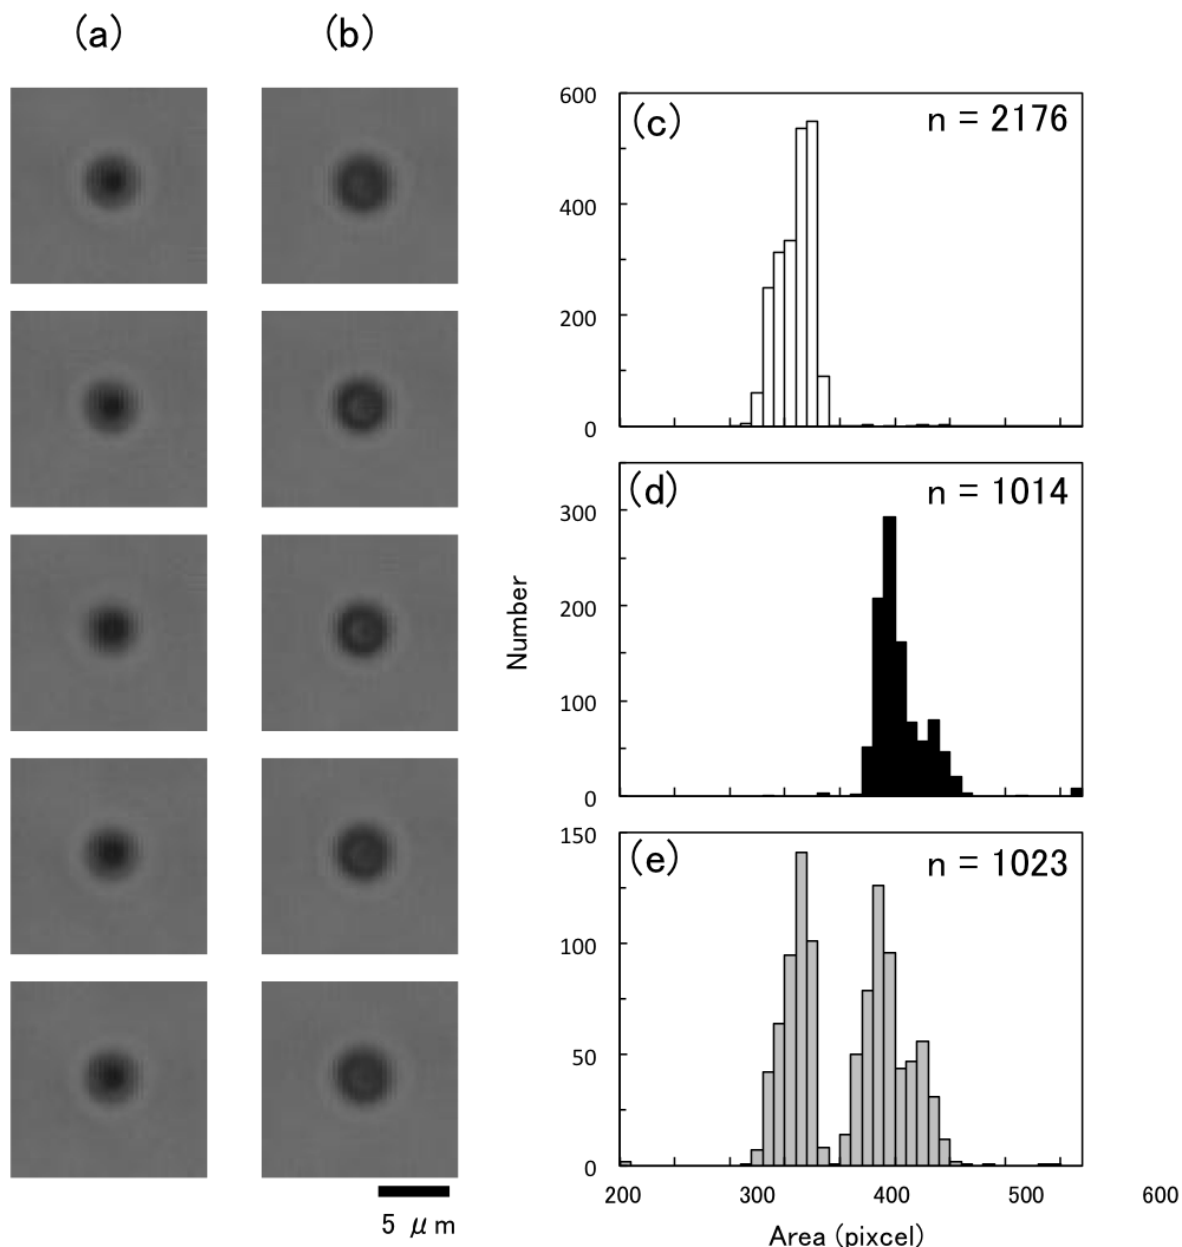 (a)
(b)
600
400
200
0
(c)
n = 2176
300
200
100
0
(d)
n = 1014
Number
150
100
50
0
(e)
n = 1023
200 300 400 500 600
Area (pixcel)
5 μm